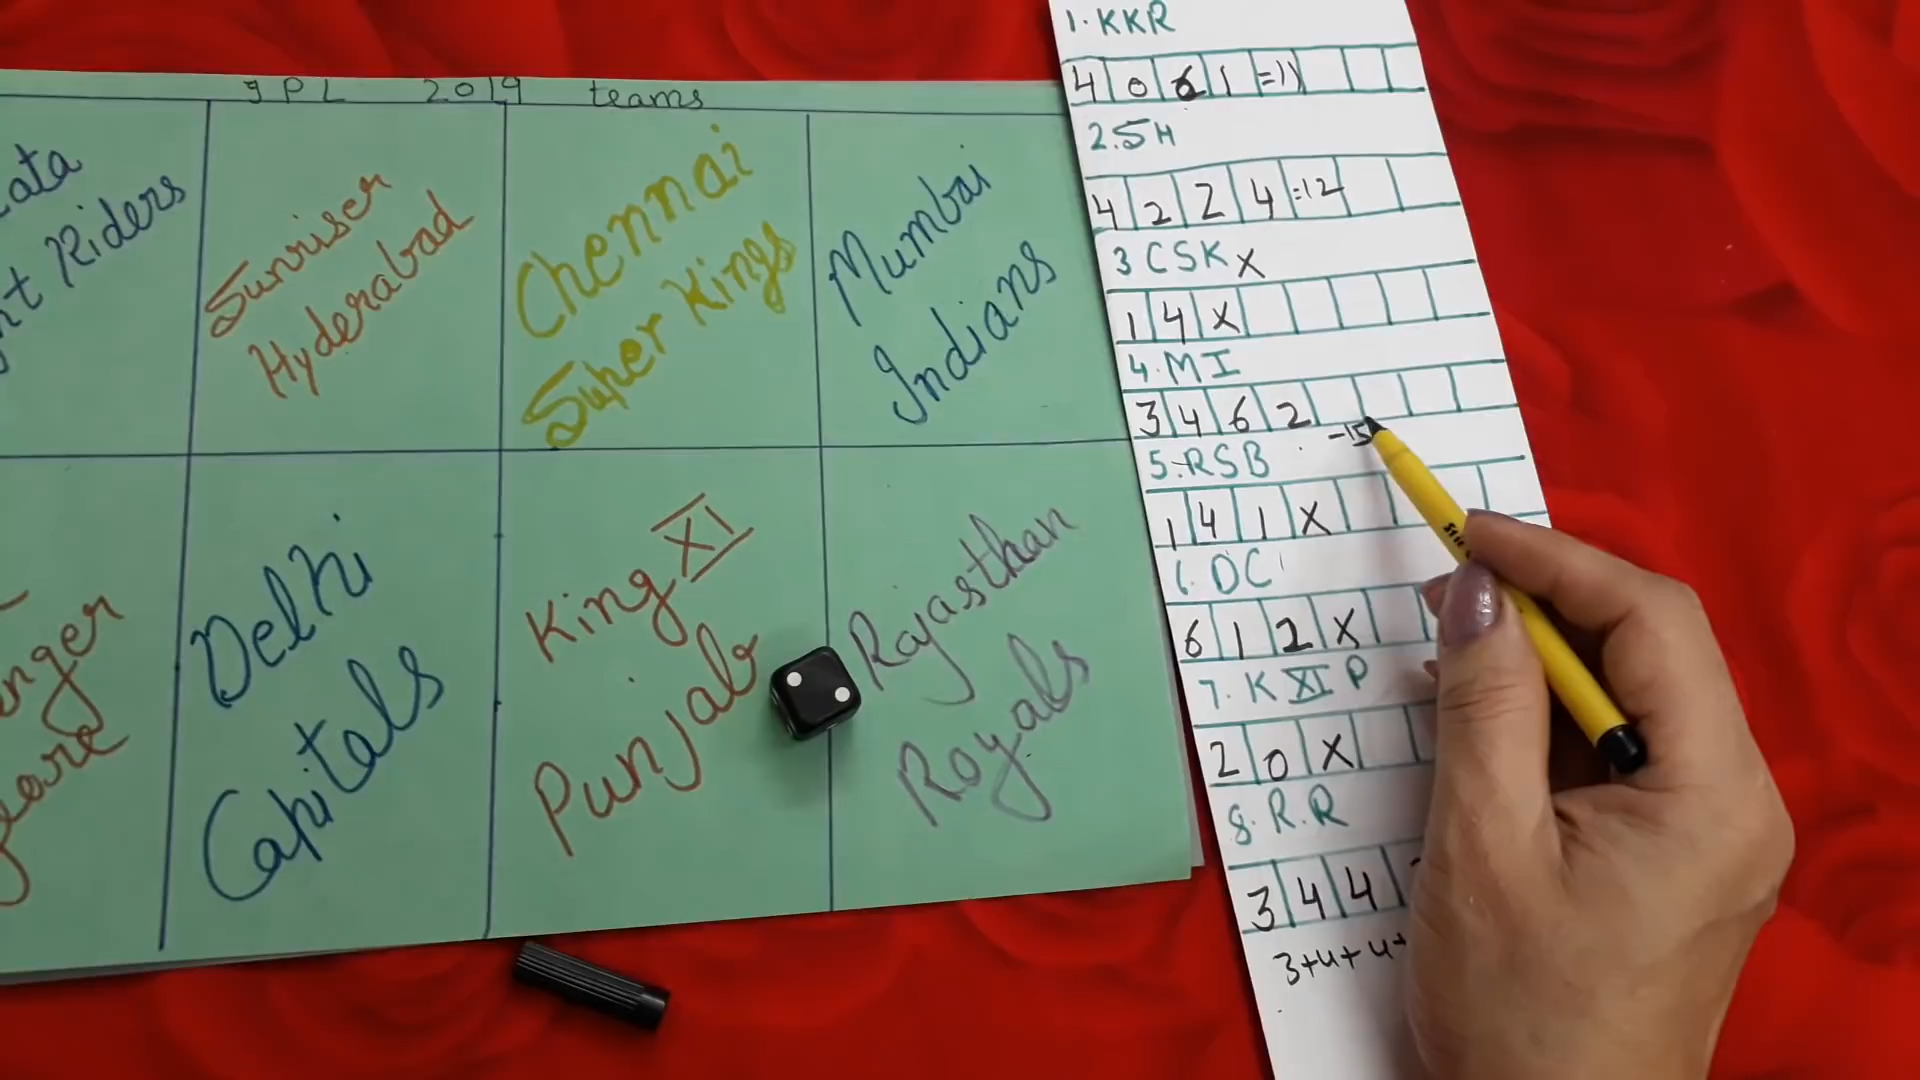 IPL 2019 teams
Riders
Sunriser
Hyderabad
Chennai
Super Kings
Mumbai
Indians
Delhi
Capitals
King XI
Punjab
Rajasthan
Royals
1. KKR
4 0 6 1 =11
2. SH
4 2 2 4 =12
3 CSK X
1 4 X
4. MI
3 4 6 2
-15
5. RSB
1 4 1 X
6. DC
6 1 2 X
7. K XI P
2 0 X
8. R.R
3 4 4
3+4+4+